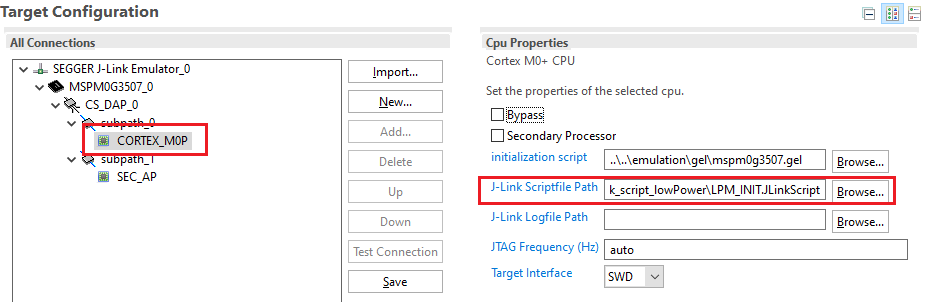 Target Configuration
All Connections
SEGGER J-Link Emulator_0
MSPM0G3507_0
CS_DAP_0
subpath_0
CORTEX_M0P
subpath_1
SEC_AP
Import...
New...
Add...
Delete
Up
Down
Test Connection
Save
Cpu Properties
Cortex M0+ CPU
Set the properties of the selected cpu.
Bypass
Secondary Processor
initialization script ..\..\emulation\gel\mspm0g3507.gel Browse...
J-Link Scriptfile Path k_script_lowPower\LPM_INIT.JLinkScript Browse...
J-Link Logfile Path Browse...
JTAG Frequency (Hz) auto
Target Interface SWD